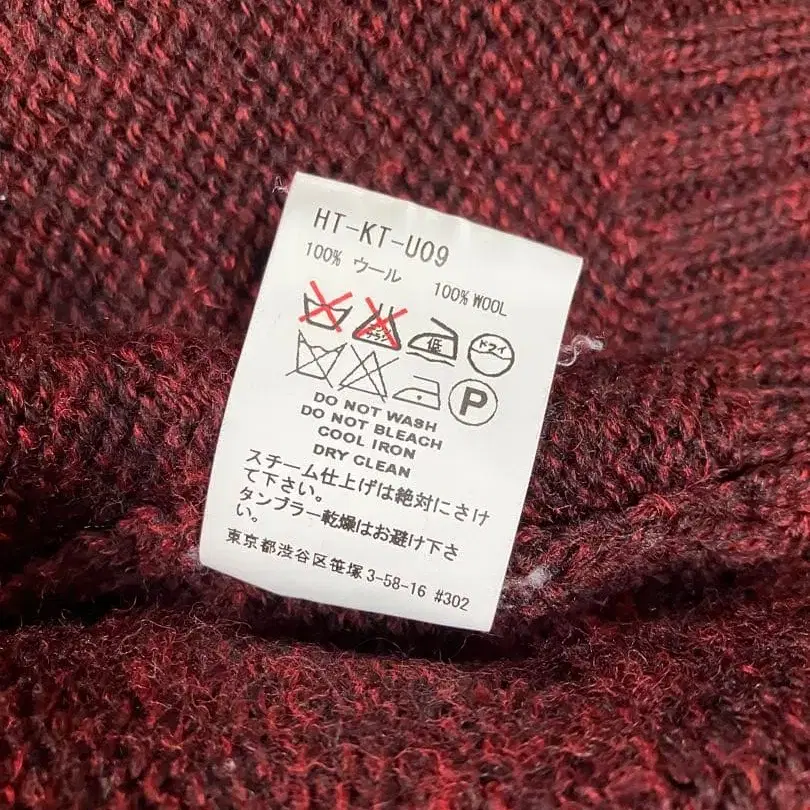 HT-KT-U09
100% ウール 100% WOOL
低 ドライ
P
DO NOT WASH
DO NOT BLEACH
COOL IRON
DRY CLEAN
スチーム仕上げは絶対にさけ
て下さい。
タンブラー乾燥はお避け下さ
い。
東京都渋谷区笹塚 3-58-16 #302